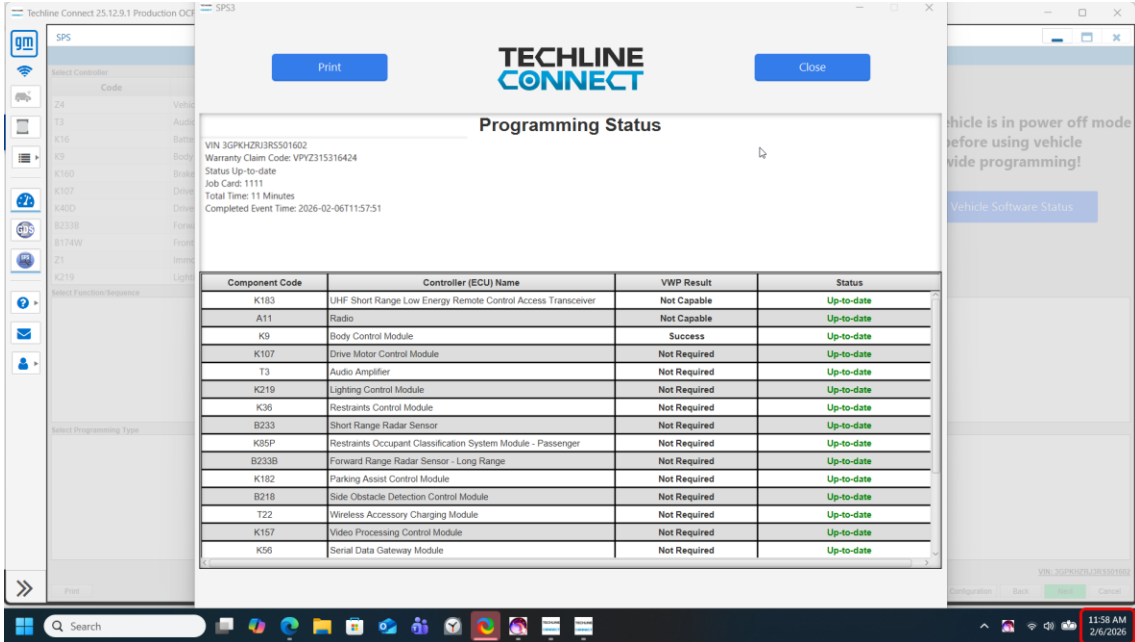 Techline Connect 25.12.9.1 Production OCF
SPS3
gm
SPS
Select Controller
Code
Z4
T3
K16
K9
K160
K107
K40D
B233B
B174W
Z1
K219
Select Function/Sequence
Select Programming Type
Print
TECHLINE
CONNECT
Close
Programming Status
VIN 3GPKHZRJ3RS501602
Warranty Claim Code: VPYZ315316424
Status Up-to-date
Job Card: 1111
Total Time: 11 Minutes
Completed Event Time: 2026-02-06T11:57:51
ehicle is in power off mode
before using vehicle
wide programming!
Vehicle Software Status
Component Code Controller (ECU) Name VWP Result Status
K183 UHF Short Range Low Energy Remote Control Access Transceiver Not Capable Up-to-date
A11 Radio Not Capable Up-to-date
K9 Body Control Module Success Up-to-date
K107 Drive Motor Control Module Not Required Up-to-date
T3 Audio Amplifier Not Required Up-to-date
K219 Lighting Control Module Not Required Up-to-date
K36 Restraints Control Module Not Required Up-to-date
B233 Short Range Radar Sensor Not Required Up-to-date
K85P Restraints Occupant Classification System Module - Passenger Not Required Up-to-date
B233B Forward Range Radar Sensor - Long Range Not Required Up-to-date
K182 Parking Assist Control Module Not Required Up-to-date
B218 Side Obstacle Detection Control Module Not Required Up-to-date
T22 Wireless Accessory Charging Module Not Required Up-to-date
K157 Video Processing Control Module Not Required Up-to-date
K56 Serial Data Gateway Module Not Required Up-to-date
VIN: 3GPKHZRJ3RS501602
Print
Configuration Back Next Cancel
Search
11:58 AM
2/6/2026